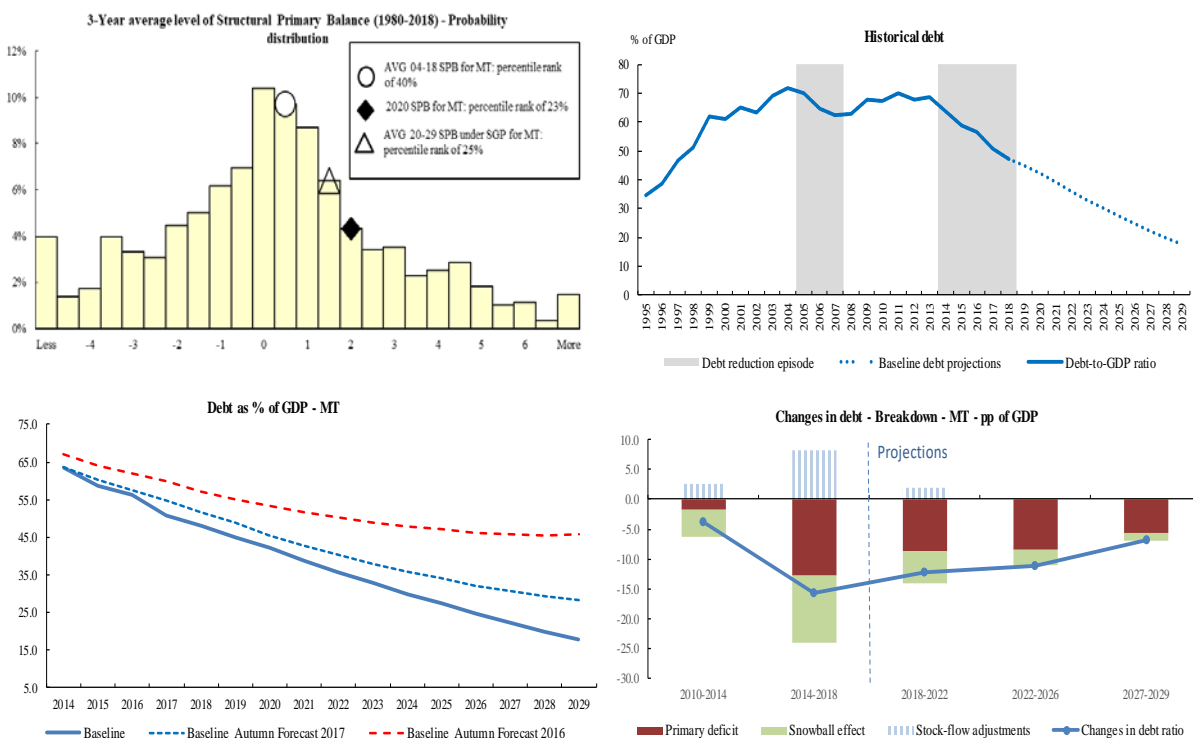 3-Year average level of Structural Primary Balance (1980-2018) - Probability
distribution
12%
10%
8%
6%
4%
2%
0%
AVG 04-18 SPB for MT: percentile rank
of 40%
2020 SPB for MT: percentile rank of 23%
AVG 20-29 SPB under SGP for MT:
percentile rank of 25%
Less -4 -3 -2 -1 0 1 2 3 4 5 6 More
Historical debt
% of GDP
80
70
60
50
40
30
20
10
0
1995 1996 1997 1998 1999 2000 2001 2002 2003 2004 2005 2006 2007 2008 2009 2010 2011 2012 2013 2014 2015 2016 2017 2018 2019 2020 2021 2022 2023 2024 2025 2026 2027 2028 2029
Debt reduction episode Baseline debt projections Debt-to-GDP ratio
Debt as % of GDP - MT
75.0
65.0
55.0
45.0
35.0
25.0
15.0
5.0
2014 2015 2016 2017 2018 2019 2020 2021 2022 2023 2024 2025 2026 2027 2028 2029
Baseline Baseline Autumn Forecast 2017 Baseline Autumn Forecast 2016
Changes in debt - Breakdown - MT - pp of GDP
10.0
5.0
0.0
-5.0
-10.0
-15.0
-20.0
-25.0
-30.0
Projections
2010-2014 2014-2018 2018-2022 2022-2026 2027-2029
Primary deficit Snowball effect Stock-flow adjustments Changes in debt ratio